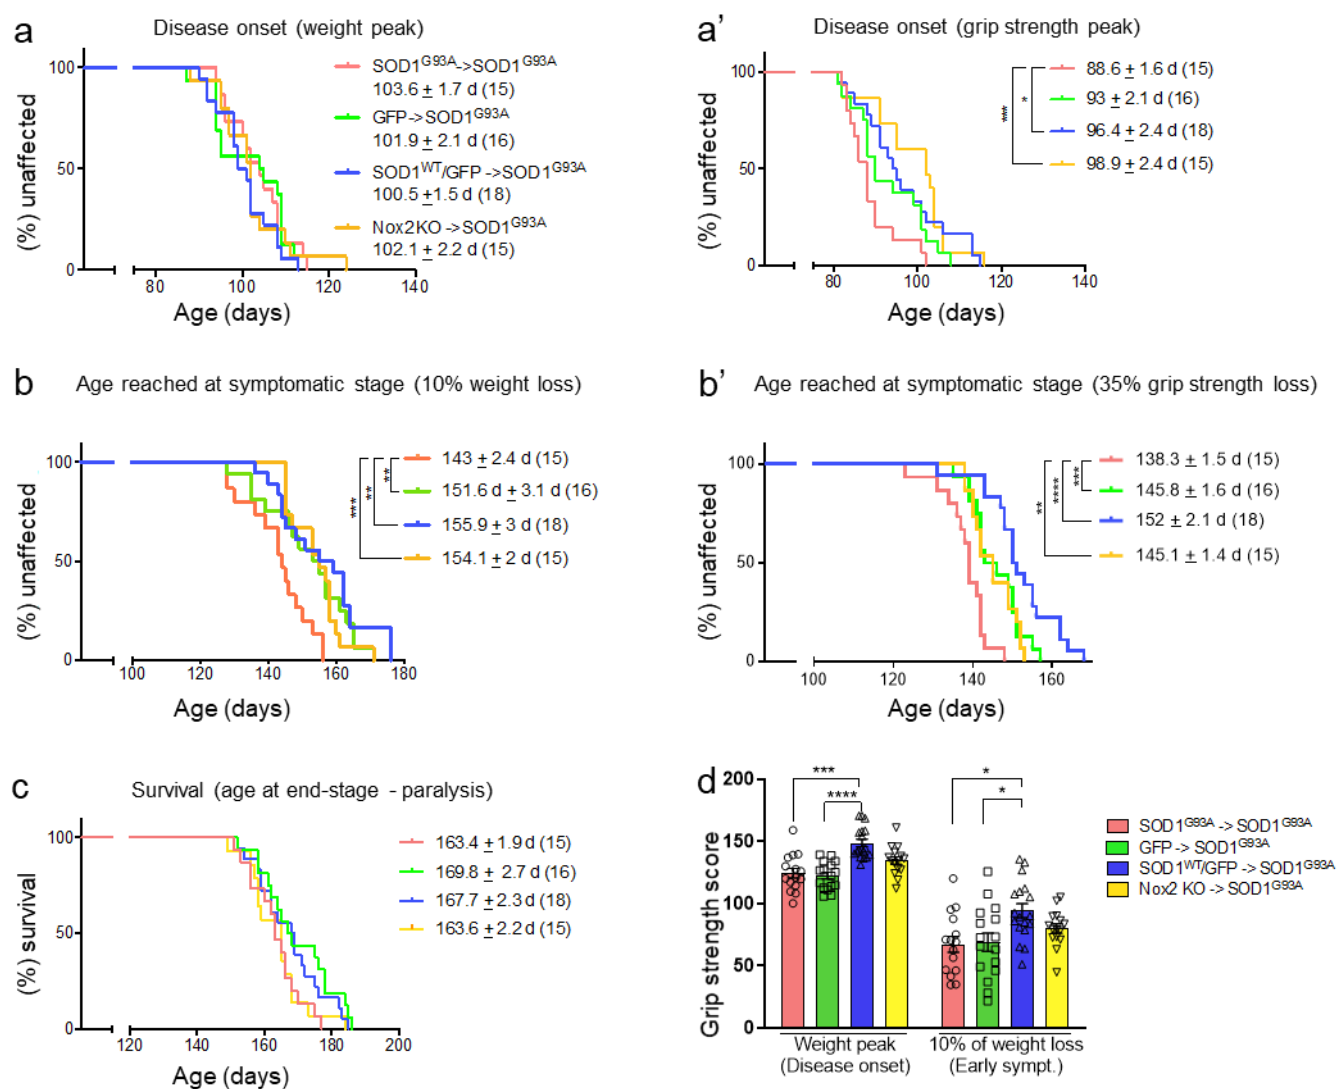 a
Disease onset (weight peak)
(%) unaffected
100
50
0
80
100
120
140
Age (days)
SOD1G93A->SOD1G93A
103.6 ± 1.7 d (15)
GFP->SOD1G93A
101.9 ± 2.1 d (16)
SOD1WT/GFP ->SOD1G93A
100.5 ±1.5 d (18)
Nox2KO ->SOD1G93A
102.1 ± 2.2 d (15)
a'
Disease onset (grip strength peak)
(%) unaffected
100
50
0
80
100
120
140
Age (days)
***
*
88.6 ± 1.6 d (15)
93 ± 2.1 d (16)
96.4 ± 2.4 d (18)
98.9 ± 2.4 d (15)
b
Age reached at symptomatic stage (10% weight loss)
(%) unaffected
100
50
0
100
120
140
160
180
Age (days)
***
**
**
143 ± 2.4 d (15)
151.6 d ± 3.1 d (16)
155.9 ± 3 d (18)
154.1 ± 2 d (15)
b'
Age reached at symptomatic stage (35% grip strength loss)
(%) unaffected
100
50
0
100
120
140
160
Age (days)
**
****
***
138.3 ± 1.5 d (15)
145.8 ± 1.6 d (16)
152 ± 2.1 d (18)
145.1 ± 1.4 d (15)
c
Survival (age at end-stage - paralysis)
(%) survival
100
50
0
120
140
160
180
200
Age (days)
163.4 ± 1.9 d (15)
169.8 ± 2.7 d (16)
167.7 ± 2.3 d (18)
163.6 ± 2.2 d (15)
d
Grip strength score
200
150
100
50
0
***
****
*
*
Weight peak
(Disease onset)
10% of weight loss
(Early sympt.)
SOD1G93A -> SOD1G93A
GFP -> SOD1G93A
SOD1WT/GFP -> SOD1G93A
Nox2 KO -> SOD1G93A